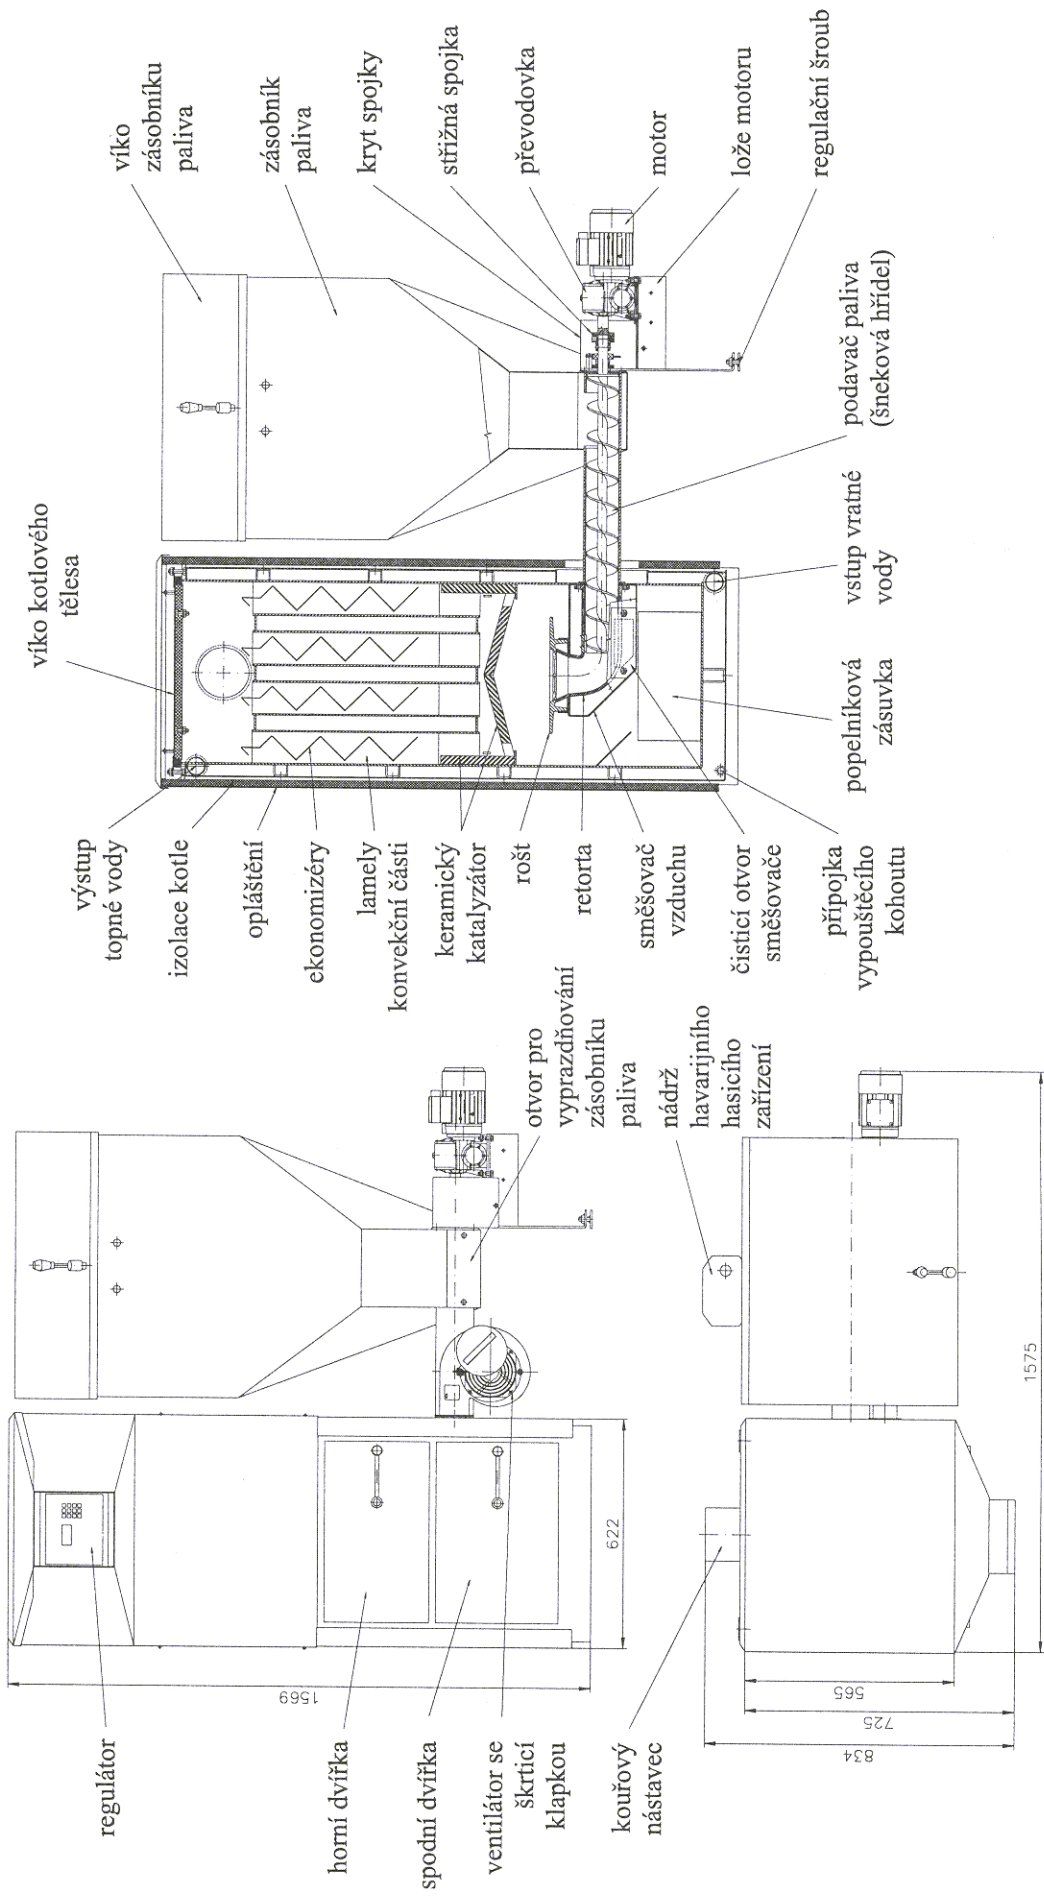 víko
zásobníku
paliva
zásobník
paliva
kryt spojky
střižná spojka
převodovka
motor
lože motoru
regulační šroub
víko kotlového
tělesa
podavač paliva
(šneková hřídel)
vstup vratné
vody
popelníková
zásuvka
výstup
topné vody
izolace kotle
opláštění
ekonomizéry
lamely
konvekční části
keramický
katalyzátor
rošt
retorta
směšovač
vzduchu
čisticí otvor
směšovače
přípojka
vypouštěcího
kohoutu
otvor pro
vyprazdňování
zásobníku
paliva
nádrž
havarijního
hasicího
zařízení
regulátor
horní dvířka
spodní dvířka
ventilátor se
škrticí
klapkou
kouřový
nástavec
1569
622
1575
565
725
834